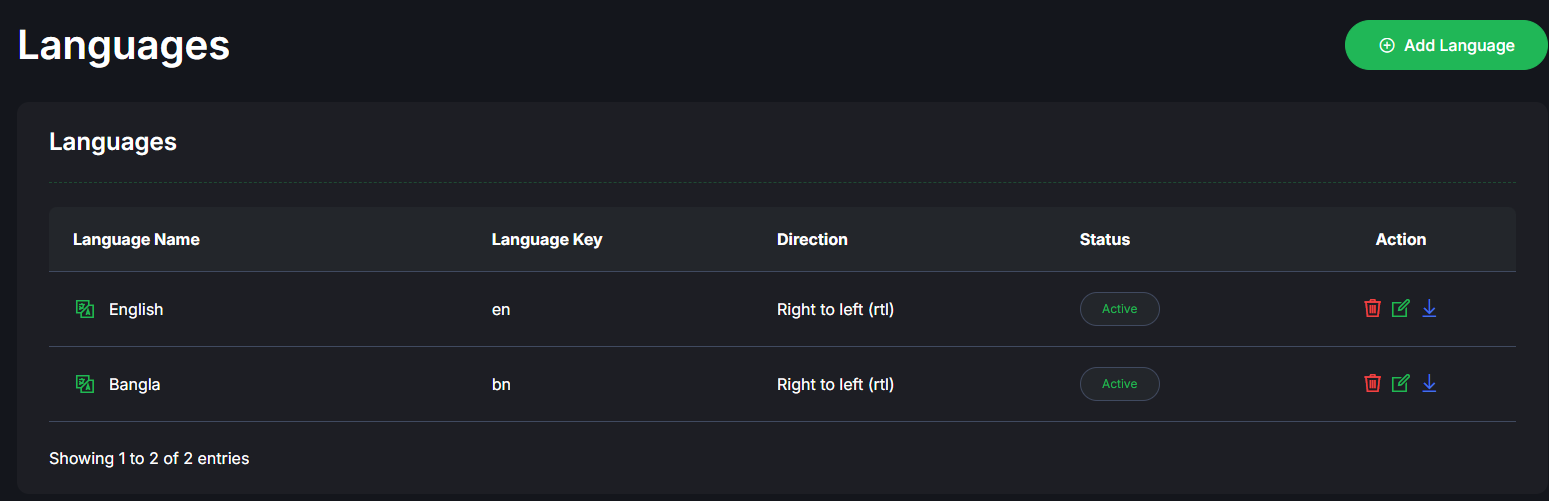 Languages
Add Language
Languages
Language Name Language Key Direction Status Action
English en Right to left (rtl) Active
Bangla bn Right to left (rtl) Active
Showing 1 to 2 of 2 entries